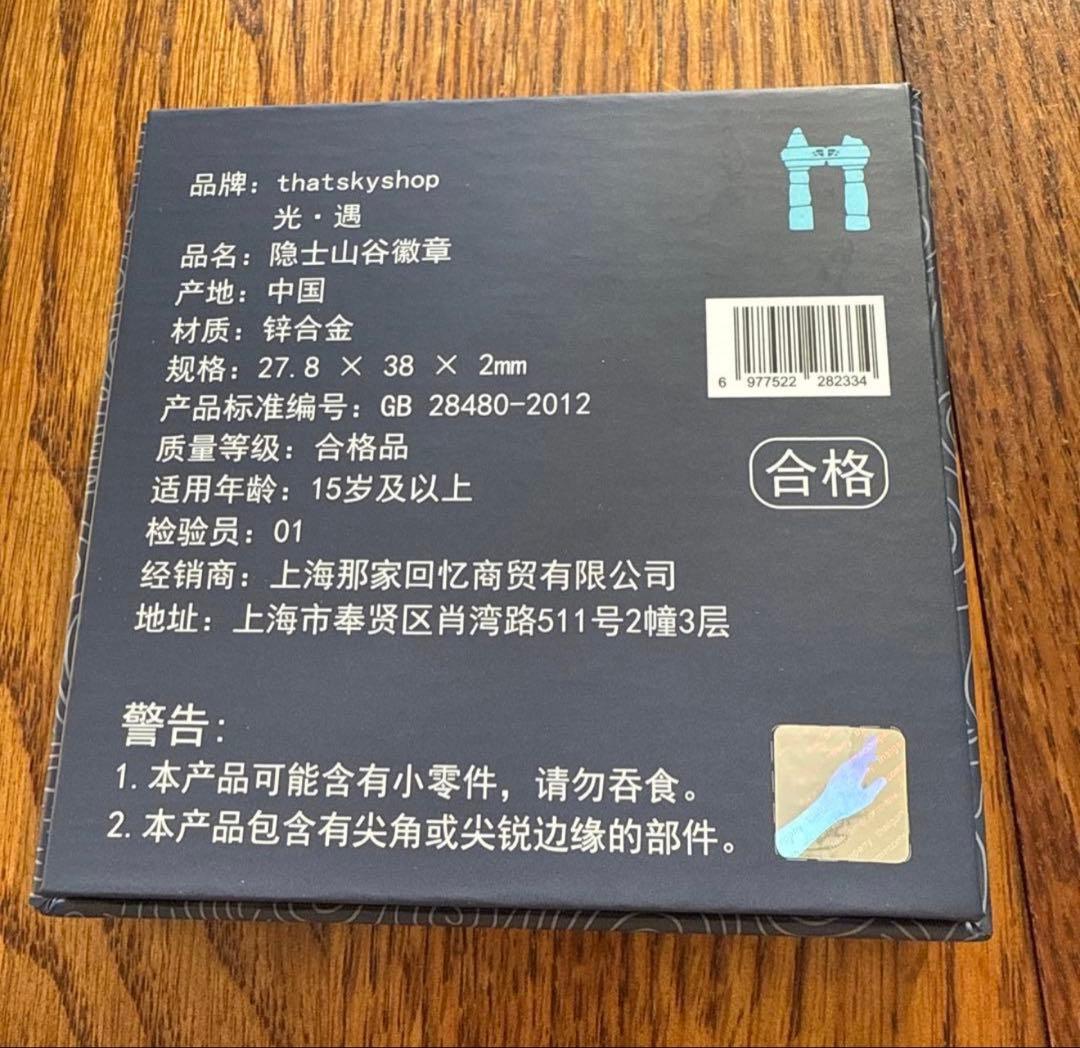 品牌：thatskyshop
光·遇
品名：隐士山谷徽章
产地：中国
材质：锌合金
规格：27.8 × 38 × 2mm
产品标准编号：GB 28480-2012
质量等级：合格品
适用年龄：15岁及以上
检验员：01
经销商：上海那家回忆商贸有限公司
地址：上海市奉贤区肖湾路511号2幢3层
6 977522 282334
合格
警告：
1.本产品可能含有小零件，请勿吞食。
2.本产品包含有尖角或尖锐边缘的部件。